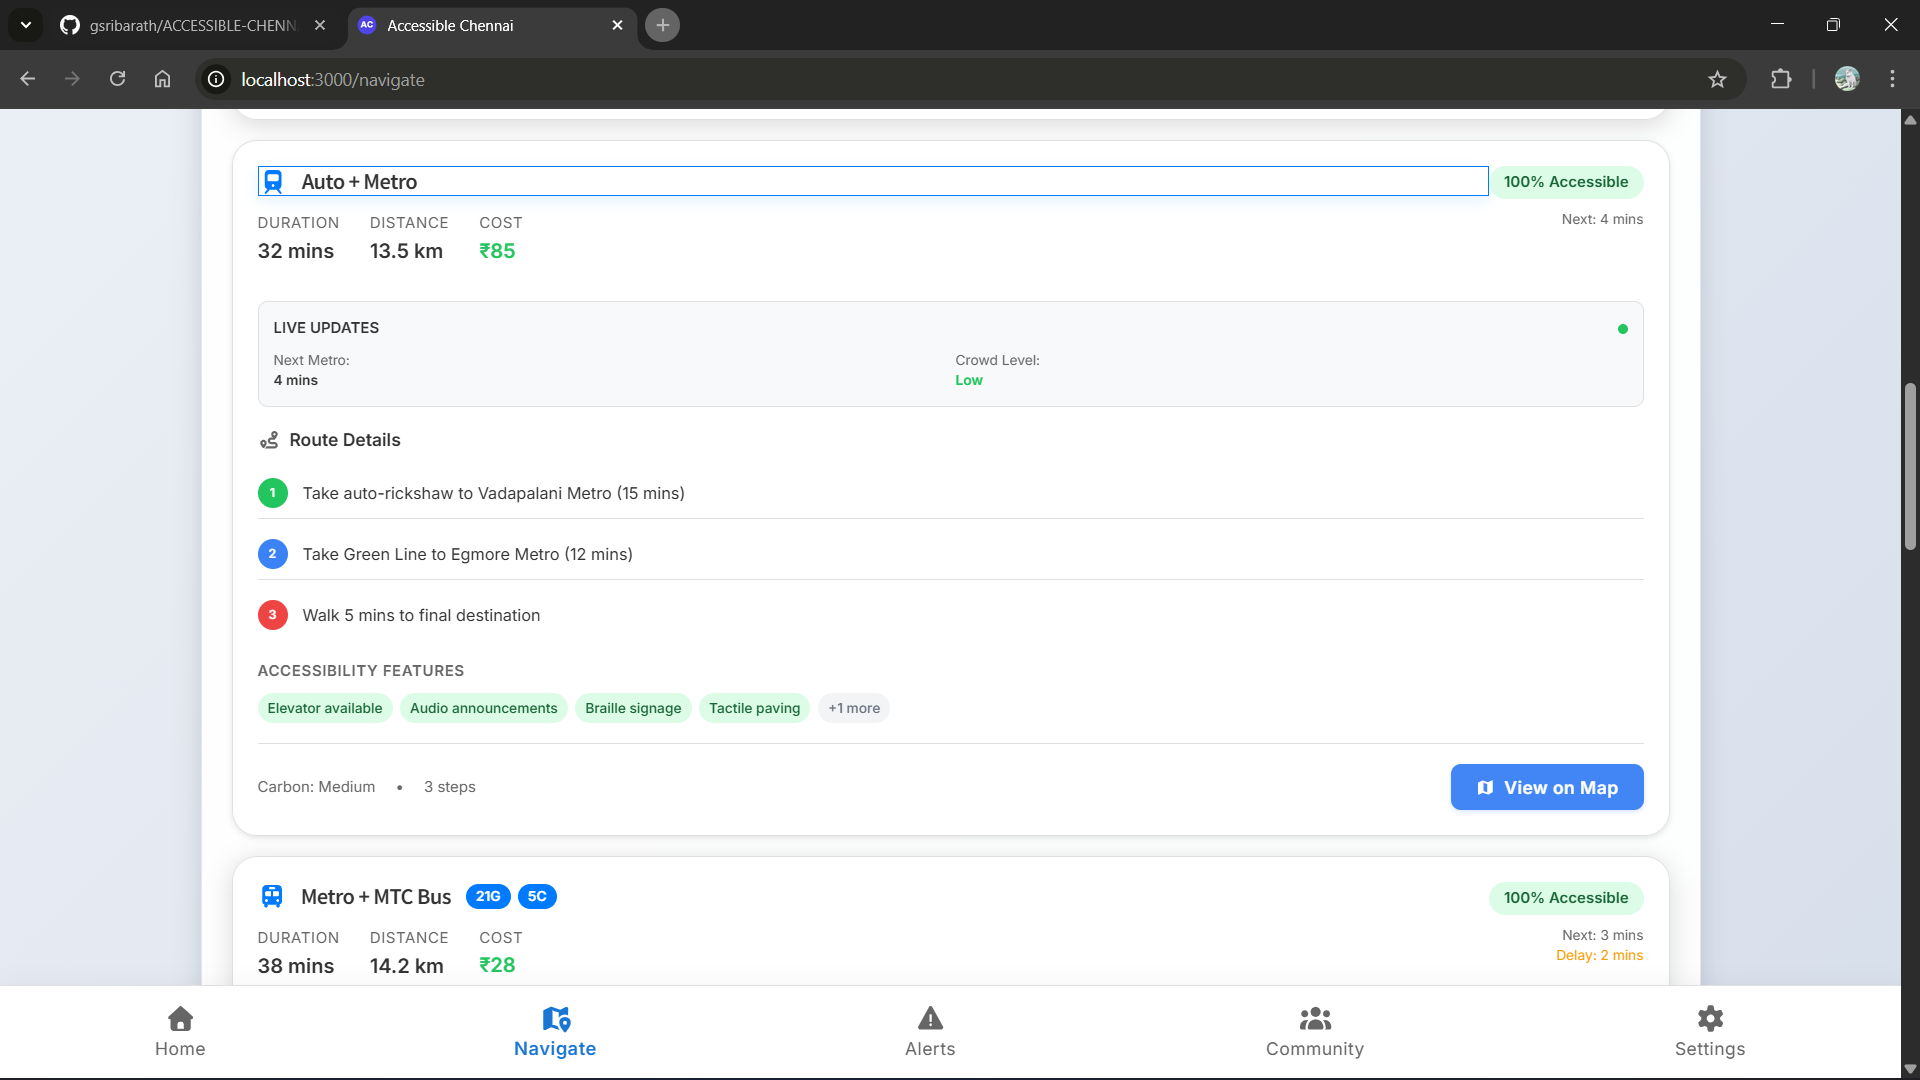 gsribarath/ACCESSIBLE-CHENN
AC Accessible Chennai
localhost:3000/navigate
Auto + Metro
100% Accessible
DURATION DISTANCE COST
Next: 4 mins
32 mins 13.5 km ₹85
LIVE UPDATES
Next Metro: Crowd Level:
4 mins Low
Route Details
1 Take auto-rickshaw to Vadapalani Metro (15 mins)
2 Take Green Line to Egmore Metro (12 mins)
3 Walk 5 mins to final destination
ACCESSIBILITY FEATURES
Elevator available Audio announcements Braille signage Tactile paving +1 more
Carbon: Medium • 3 steps
View on Map
Metro + MTC Bus 21G 5C
100% Accessible
DURATION DISTANCE COST
Next: 3 mins
38 mins 14.2 km ₹28
Delay: 2 mins
Home Navigate Alerts Community Settings